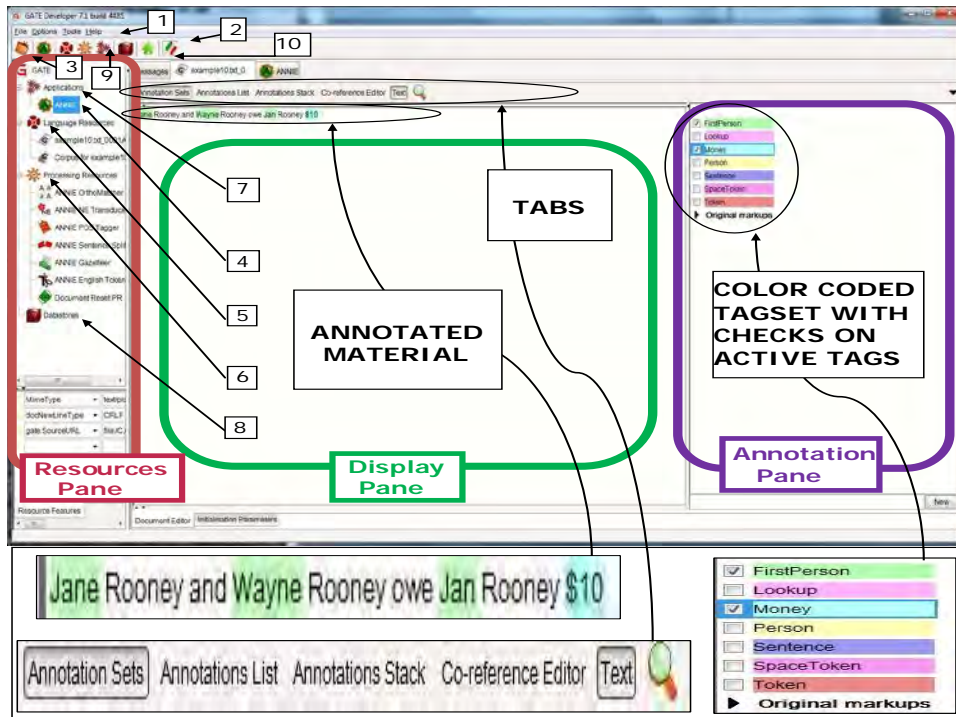 GATE Developer 7.1 build 4485
File Options Tools Help
1
2
10
3
9
GATE
Messages example10.txt_0 ANNIE
Applications
Annotation Sets Annotations List Annotations Stack Co-reference Editor Text
Jane Rooney and Wayne Rooney owe Jan Rooney $10
Language Resources
Corpus for example10
Processing Resources
ANNIE OrthoMatcher
ANNIE NE Transducer
ANNIE POS Tagger
ANNIE Sentence Split
ANNIE Gazetteer
ANNIE English Token
Document Reset PR
Datastores
MimeType
docNewLineType CRLF
gate.SourceURL
Resource Features
7
4
5
6
8
TABS
ANNOTATED
MATERIAL
FirstPerson
Lookup
Money
Person
Sentence
SpaceToken
Token
Original markups
COLOR CODED
TAGSET WITH
CHECKS ON
ACTIVE TAGS
Resources
Pane
Display
Pane
Annotation
Pane
New
Document Editor Initialisation Parameters
Jane Rooney and Wayne Rooney owe Jan Rooney $10
Annotation Sets Annotations List Annotations Stack Co-reference Editor Text
FirstPerson
Lookup
Money
Person
Sentence
SpaceToken
Token
Original markups